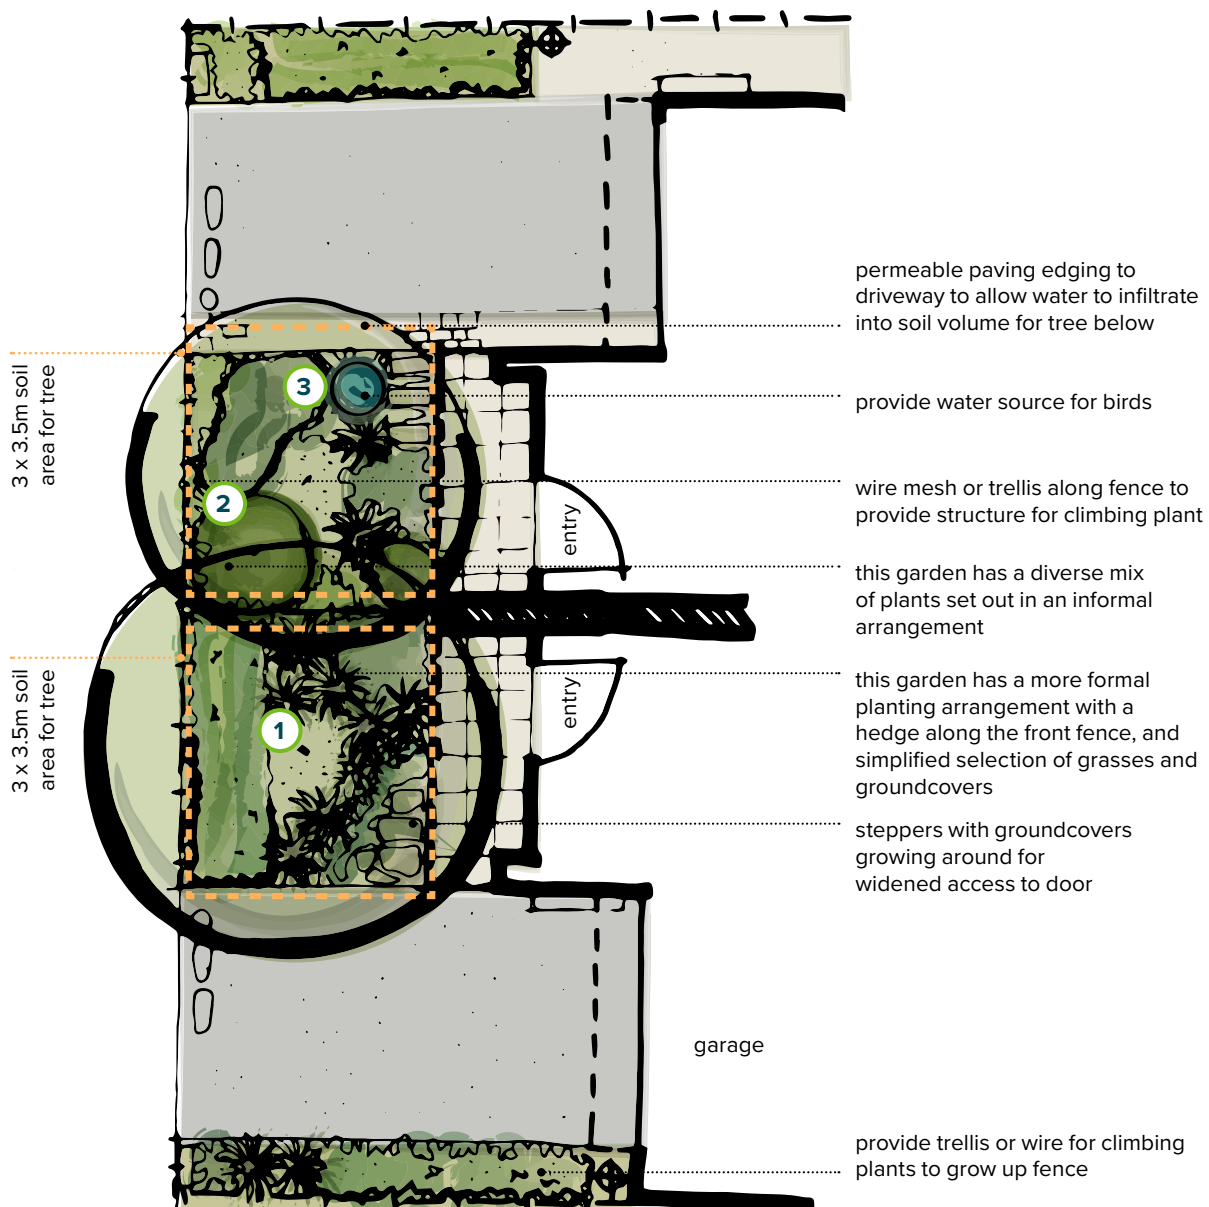 permeable paving edging to
driveway to allow water to infiltrate
into soil volume for tree below
3 x 3.5m soil
area for tree
3
provide water source for birds
2
wire mesh or trellis along fence to
provide structure for climbing plant
entry
this garden has a diverse mix
of plants set out in an informal
arrangement
3 x 3.5m soil
area for tree
this garden has a more formal
planting arrangement with a
hedge along the front fence, and
simplified selection of grasses and
groundcovers
entry
1
steppers with groundcovers
growing around for
widened access to door
garage
provide trellis or wire for climbing
plants to grow up fence